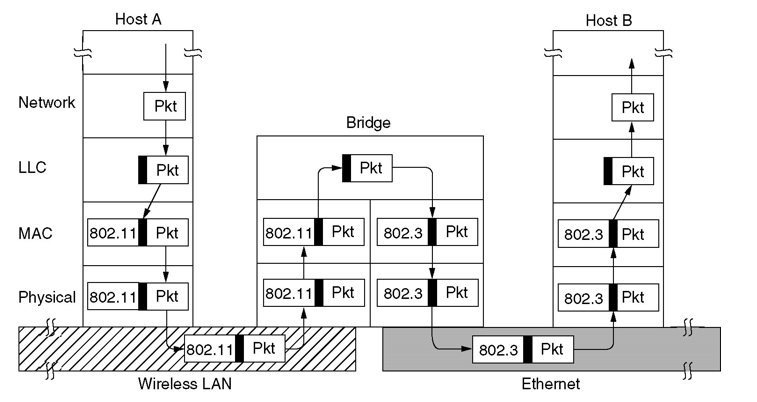 Host A
Host B
Network
Pkt
Pkt
Bridge
LLC
Pkt
Pkt
Pkt
MAC
802.11 Pkt
802.11 Pkt
802.3 Pkt
802.3 Pkt
Physical
802.11 Pkt
802.11 Pkt
802.3 Pkt
802.3 Pkt
802.11 Pkt
802.3 Pkt
Wireless LAN
Ethernet